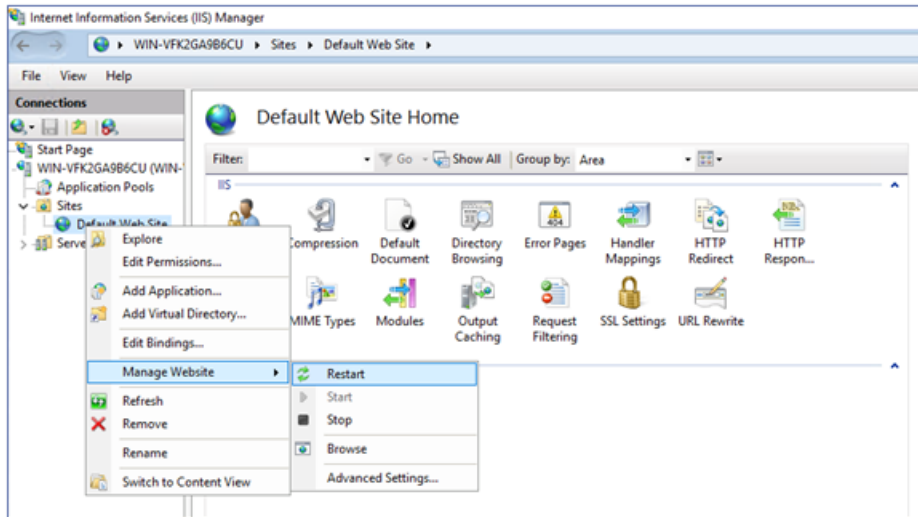 Internet Information Services (IIS) Manager
WIN-VFK2GA9B6CU Sites Default Web Site
File View Help
Connections
Start Page
WIN-VFK2GA9B6CU (WIN-
Application Pools
Sites
Default Web Site
Serve
Default Web Site Home
Filter: Go Show All Group by: Area
IIS
Compression
Default Document
Directory Browsing
Error Pages
404
Handler Mappings
HTTP Redirect
HTTP Respon...
MIME Types
Modules
Output Caching
Request Filtering
SSL Settings
URL Rewrite
Explore
Edit Permissions...
Add Application...
Add Virtual Directory...
Edit Bindings...
Manage Website
Refresh
Remove
Rename
Switch to Content View
Restart
Start
Stop
Browse
Advanced Settings...